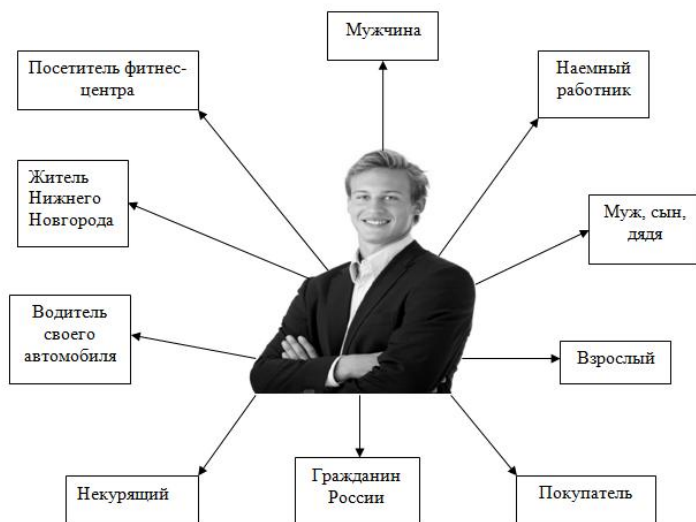 Мужчина
Посетитель фитнес-
центра
Наемный
работник
Житель
Нижнего
Новгорода
Муж, сын,
дядя
Водитель
своего
автомобиля
Взрослый
Некурящий
Гражданин
России
Покупатель